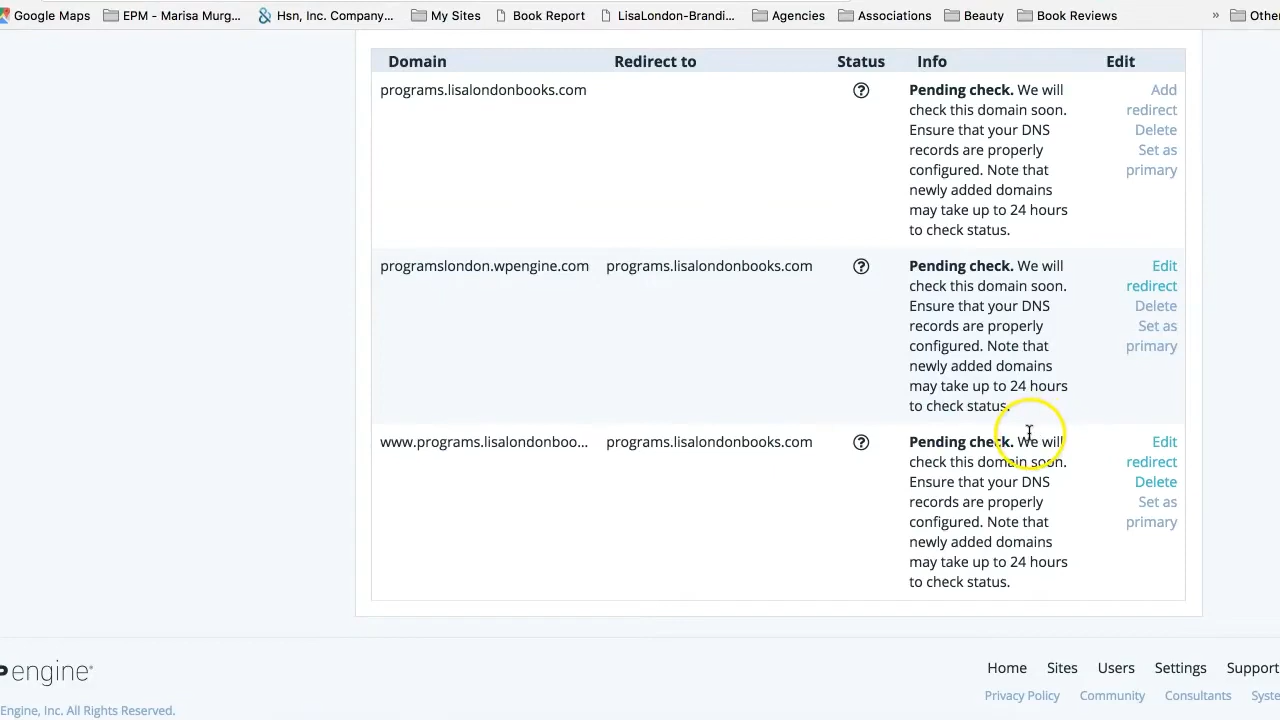 Google Maps EPM - Marisa Murg... Hsn, Inc. Company... My Sites Book Report LisaLondon-Brandi... Agencies Associations Beauty Book Reviews » Other
Domain Redirect to Status Info Edit
programs.lisalondonbooks.com ? Pending check. We will Add
check this domain soon. redirect
Ensure that your DNS Delete
records are properly Set as
configured. Note that primary
newly added domains
may take up to 24 hours
to check status.
programslondon.wpengine.com programs.lisalondonbooks.com ? Pending check. We will Edit
check this domain soon. redirect
Ensure that your DNS Delete
records are properly Set as
configured. Note that primary
newly added domains
may take up to 24 hours
to check status.
www.programs.lisalondonboo... programs.lisalondonbooks.com ? Pending check. We will Edit
check this domain soon. redirect
Ensure that your DNS Delete
records are properly Set as
configured. Note that primary
newly added domains
may take up to 24 hours
to check status.
engine® Home Sites Users Settings Support
Privacy Policy Community Consultants Syste
Engine, Inc. All Rights Reserved.